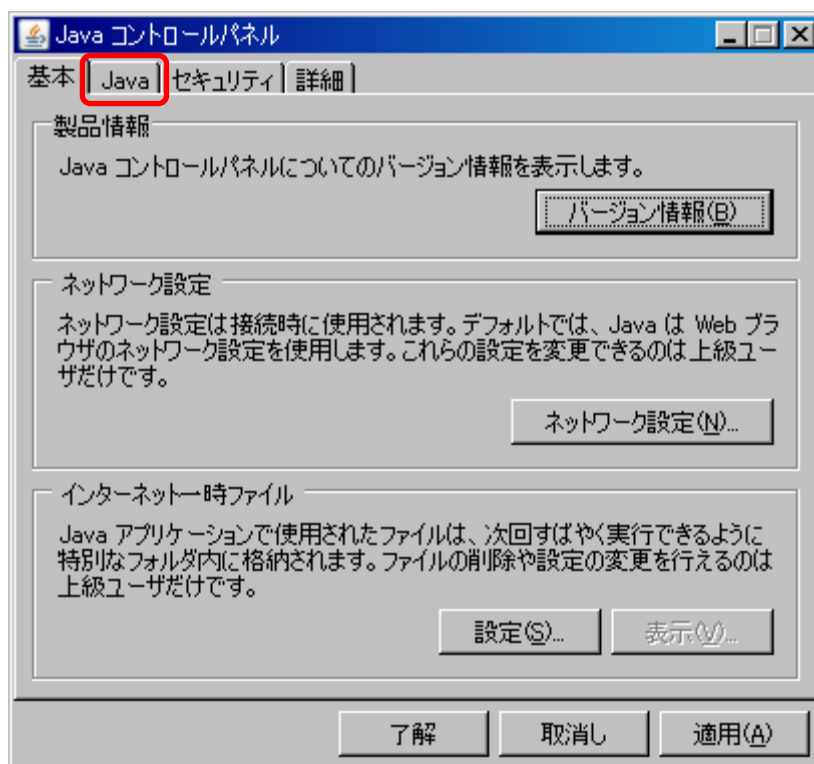 Java コントロールパネル
基本 Java セキュリティ 詳細
製品情報
Java コントロールパネルについてのバージョン情報を表示します。
バージョン情報(B)
ネットワーク設定
ネットワーク設定は接続時に使用されます。デフォルトでは、Java は Web ブラ
ウザのネットワーク設定を使用します。これらの設定を変更できるのは上級ユー
ザだけです。
ネットワーク設定(N)...
インターネット一時ファイル
Java アプリケーションで使用されたファイルは、次回すばやく実行できるように
特別なフォルダ内に格納されます。ファイルの削除や設定の変更を行えるのは
上級ユーザだけです。
設定(S)... 表示(V)...
了解 取消し 適用(A)